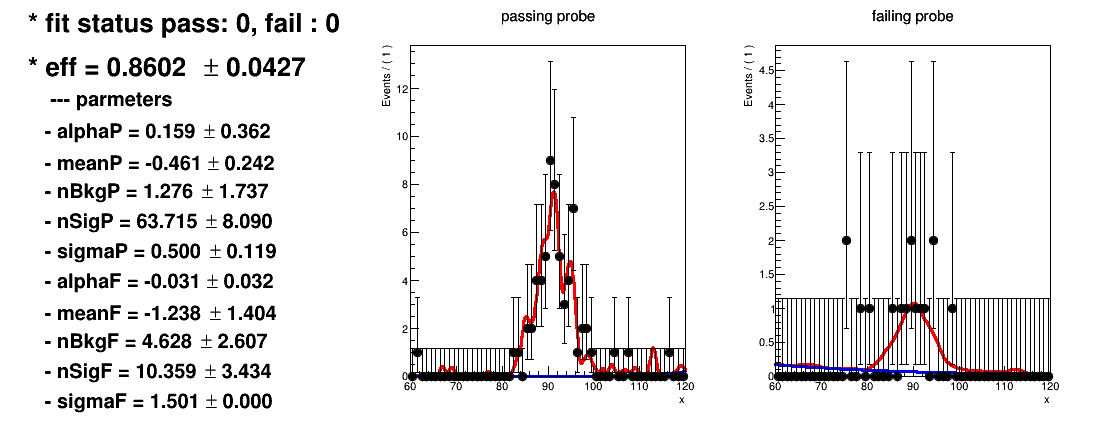 * fit status pass: 0, fail : 0
* eff = 0.8602 ± 0.0427
--- parmeters
- alphaP = 0.159 ± 0.362
- meanP = -0.461 ± 0.242
- nBkgP = 1.276 ± 1.737
- nSigP = 63.715 ± 8.090
- sigmaP = 0.500 ± 0.119
- alphaF = -0.031 ± 0.032
- meanF = -1.238 ± 1.404
- nBkgF = 4.628 ± 2.607
- nSigF = 10.359 ± 3.434
- sigmaF = 1.501 ± 0.000
passing probe
Events / ( 1 )
12
10
8
6
4
2
0
60 70 80 90 100 110 120
x
failing probe
Events / ( 1 )
4.5
4
3.5
3
2.5
2
1.5
1
0.5
0
60 70 80 90 100 110 120
x